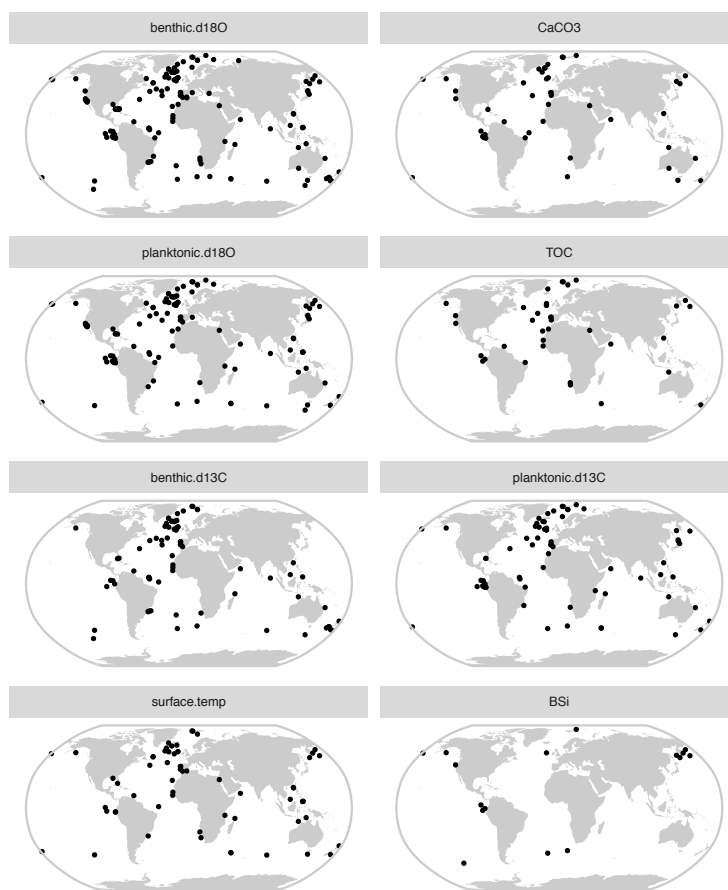 benthic.d18O
CaCO3
planktonic.d18O
TOC
benthic.d13C
planktonic.d13C
surface.temp
BSi